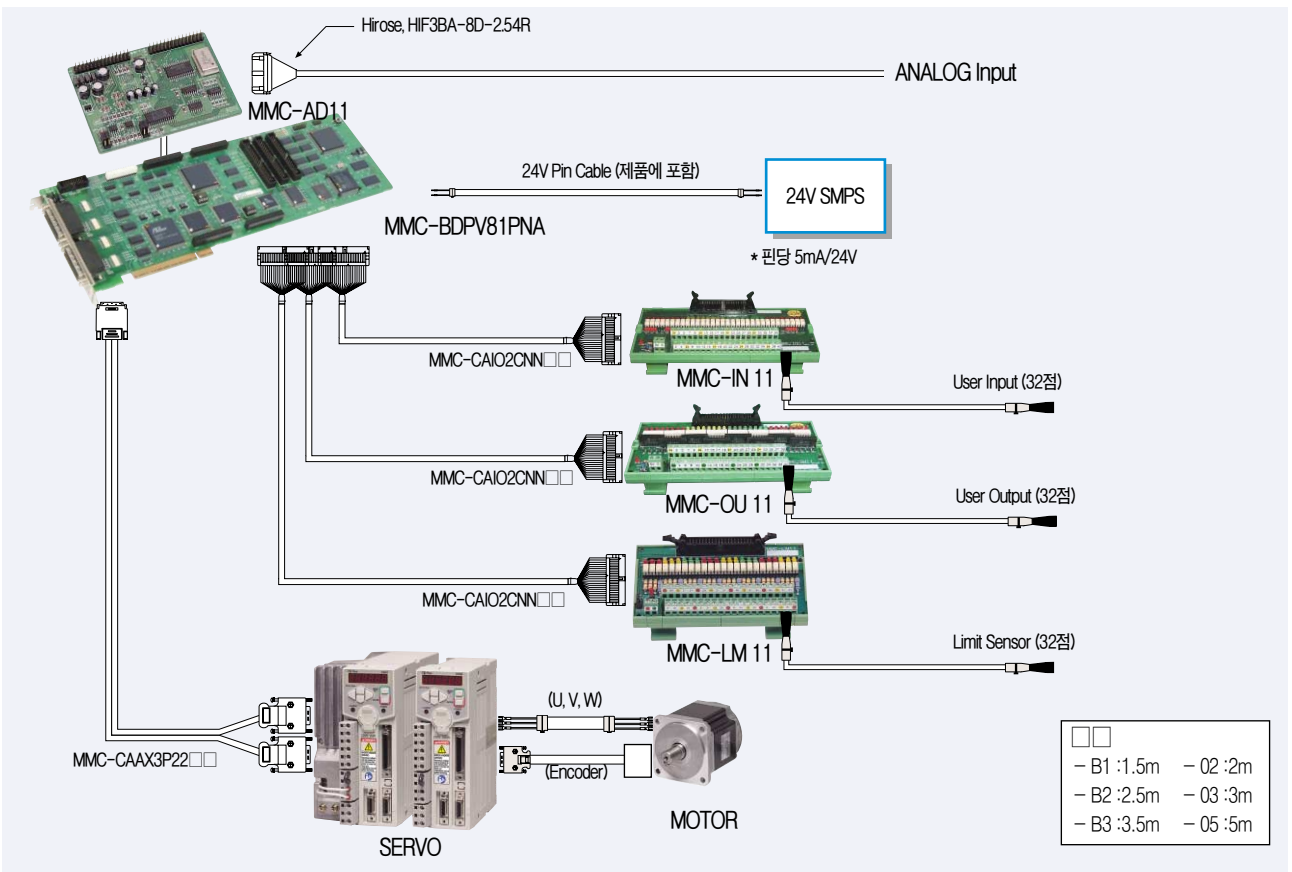 Hirose, HIF3BA-8D-2.54R
ANALOG Input
MMC-AD11
24V Pin Cable (제품에 포함)
24V SMPS
MMC-BDPV81PNA
* 핀당 5mA/24V
MMC-CAIO2CNN□□
MMC-IN 11
User Input (32점)
MMC-CAIO2CNN□□
MMC-OU 11
User Output (32점)
MMC-CAIO2CNN□□
MMC-LM 11
Limit Sensor (32점)
(U, V, W)
MMC-CAAX3P22□□
(Encoder)
MOTOR
SERVO
□□
- B1 :1.5m - 02 :2m
- B2 :2.5m - 03 :3m
- B3 :3.5m - 05 :5m